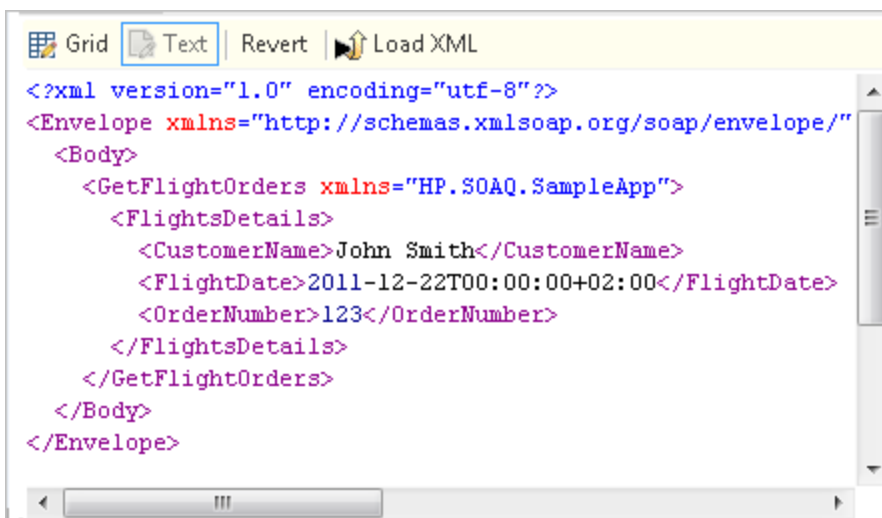 Grid Text Revert Load XML
<?xml version="1.0" encoding="utf-8"?>
<Envelope xmlns="http://schemas.xmlsoap.org/soap/envelope/"
  <Body>
    <GetFlightOrders xmlns="HP.SOAQ.SampleApp">
      <FlightsDetails>
        <CustomerName>John Smith</CustomerName>
        <FlightDate>2011-12-22T00:00:00+02:00</FlightDate>
        <OrderNumber>123</OrderNumber>
      </FlightsDetails>
    </GetFlightOrders>
  </Body>
</Envelope>